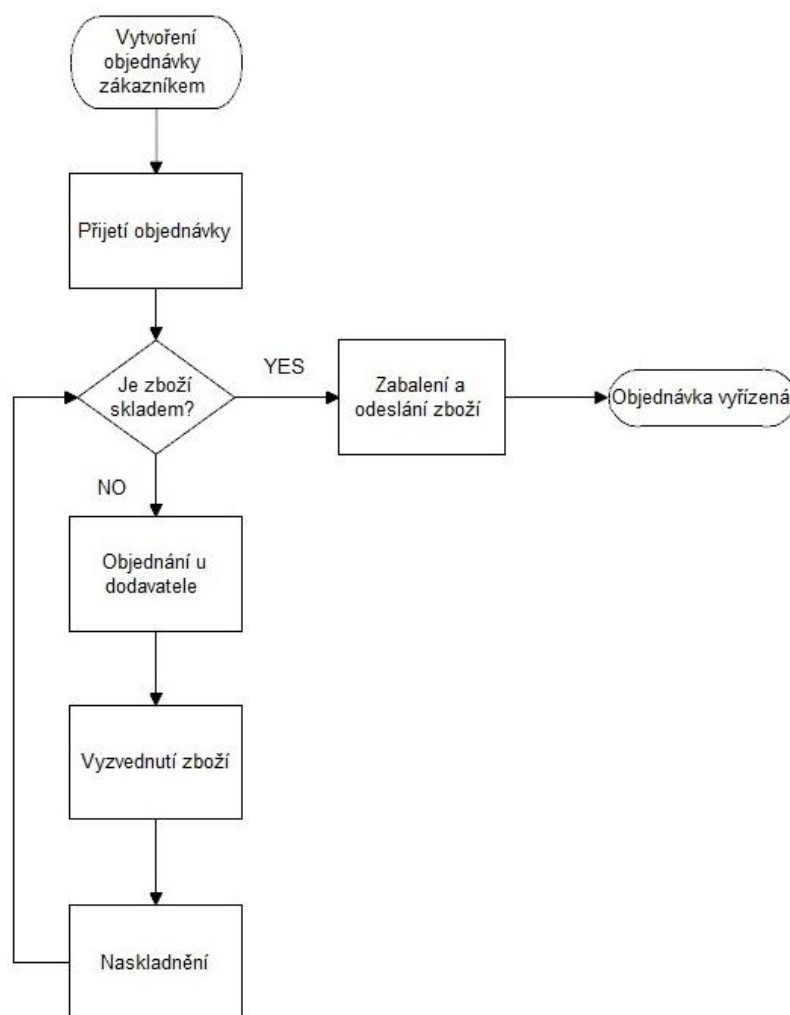 Vytvoření
objednávky
zákazníkem
Přijetí objednávky
Je zboží
skladem?
YES
Zabalení a
odeslání zboží
Objednávka vyřízená
NO
Objednání u
dodavatele
Vyzvednutí zboží
Naskladnění